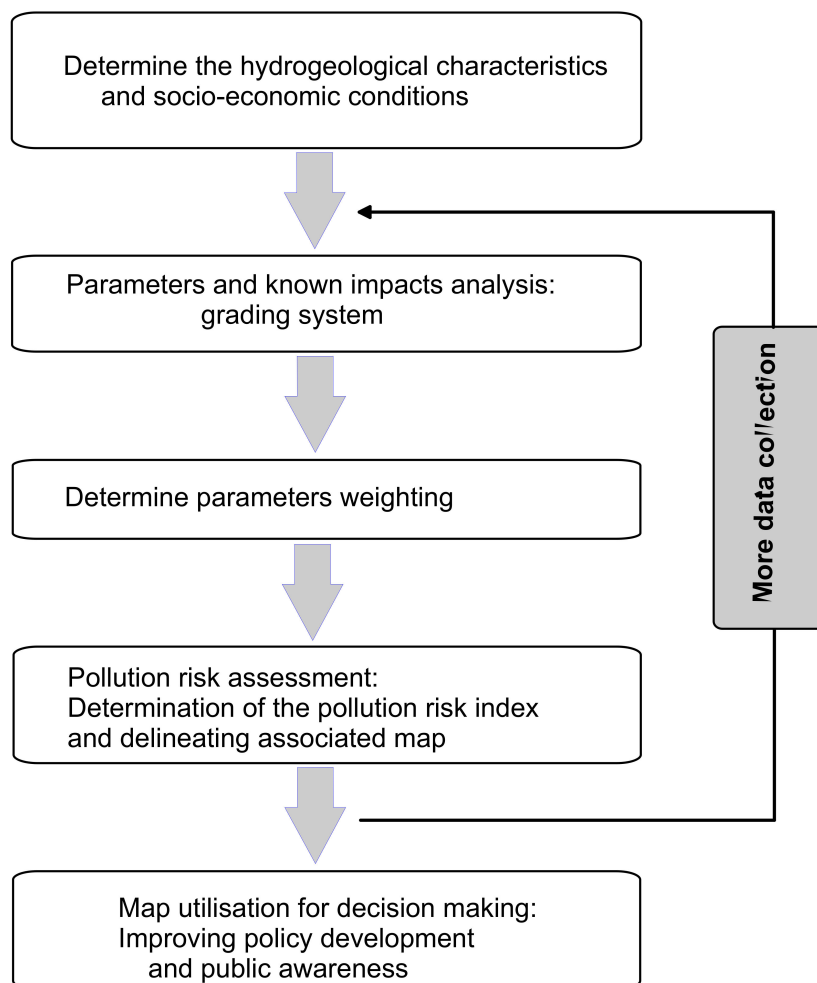 Determine the hydrogeological characteristics
and socio-economic conditions
Parameters and known impacts analysis:
grading system
Determine parameters weighting
More data collection
Pollution risk assessment:
Determination of the pollution risk index
and delineating associated map
Map utilisation for decision making:
Improving policy development
and public awareness